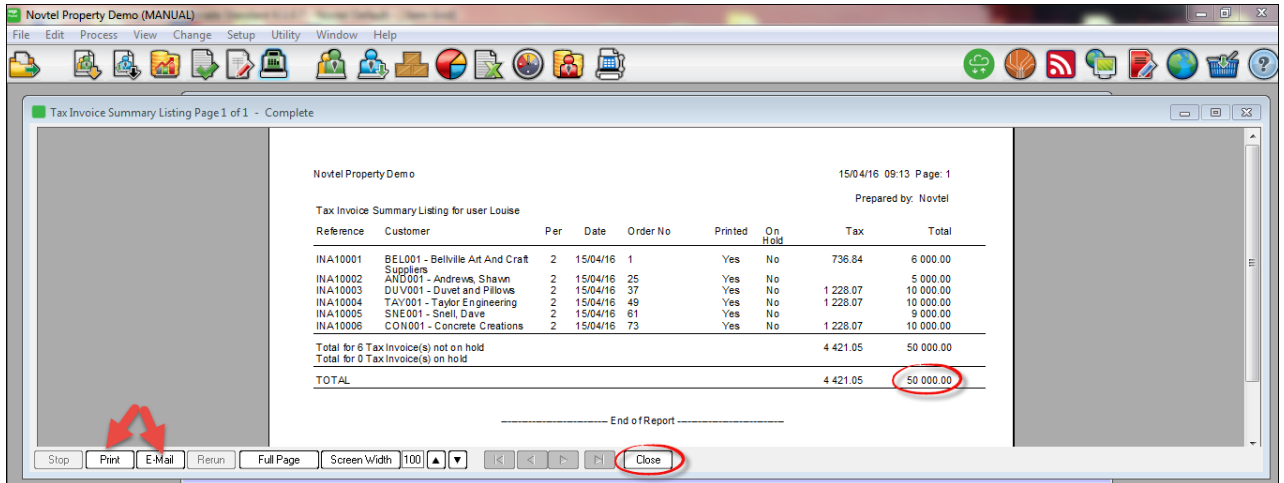 Novtel Property Demo (MANUAL)
File Edit Process View Change Setup Utility Window Help
Tax Invoice Summary Listing Page 1 of 1 - Complete
Novtel Property Demo 15/04/16 09:13 Page: 1
Prepared by: Novtel
Tax Invoice Summary Listing for user Louise
Reference Customer Per Date Order No Printed On Hold Tax Total
INA10001 BEL001 - Bellville Art And Craft Suppliers 2 15/04/16 1 Yes No 736.84 6 000.00
INA10002 AND001 - Andrews, Shawn 2 15/04/16 25 Yes No 5 000.00
INA10003 DUV001 - Duvet and Pillows 2 15/04/16 37 Yes No 1 228.07 10 000.00
INA10004 TAY001 - Taylor Engineering 2 15/04/16 49 Yes No 1 228.07 10 000.00
INA10005 SNE001 - Snell, Dave 2 15/04/16 61 Yes No 9 000.00
INA10006 CON001 - Concrete Creations 2 15/04/16 73 Yes No 1 228.07 10 000.00
Total for 6 Tax Invoice(s) not on hold 4 421.05 50 000.00
Total for 0 Tax Invoice(s) on hold
TOTAL 4 421.05 50 000.00
End of Report
Stop Print E-Mail Rerun Full Page Screen Width 100 Close